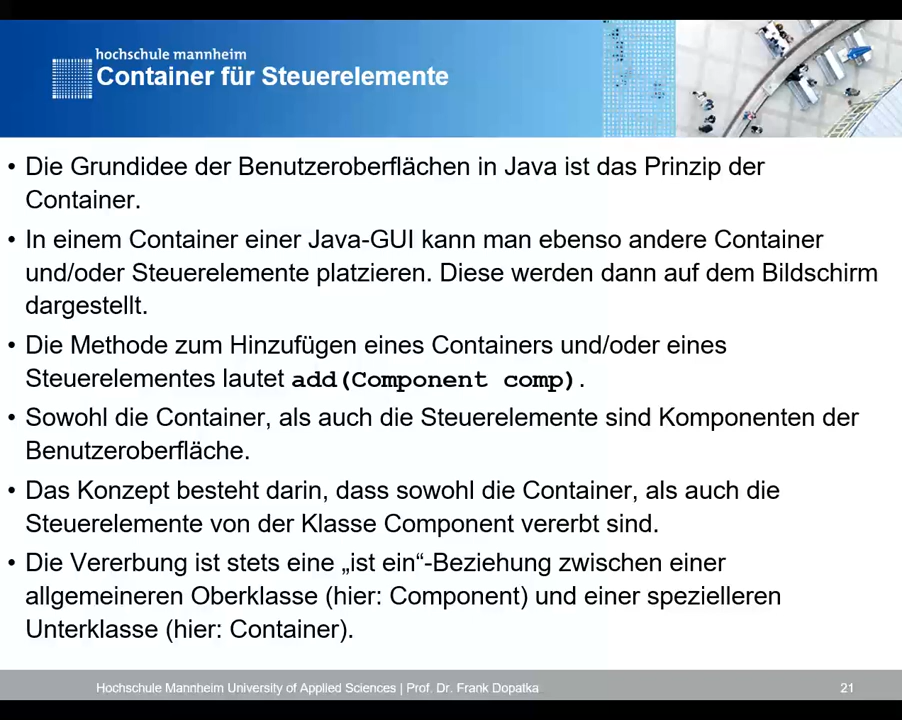 hochschule mannheim
Container für Steuerelemente
• Die Grundidee der Benutzeroberflächen in Java ist das Prinzip der
Container.
• In einem Container einer Java-GUI kann man ebenso andere Container
und/oder Steuerelemente platzieren. Diese werden dann auf dem Bildschirm
dargestellt.
• Die Methode zum Hinzufügen eines Containers und/oder eines
Steuerelementes lautet add(Component comp).
• Sowohl die Container, als auch die Steuerelemente sind Komponenten der
Benutzeroberfläche.
• Das Konzept besteht darin, dass sowohl die Container, als auch die
Steuerelemente von der Klasse Component vererbt sind.
• Die Vererbung ist stets eine „ist ein“-Beziehung zwischen einer
allgemeineren Oberklasse (hier: Component) und einer spezielleren
Unterklasse (hier: Container).
Hochschule Mannheim University of Applied Sciences | Prof. Dr. Frank Dopatka 21